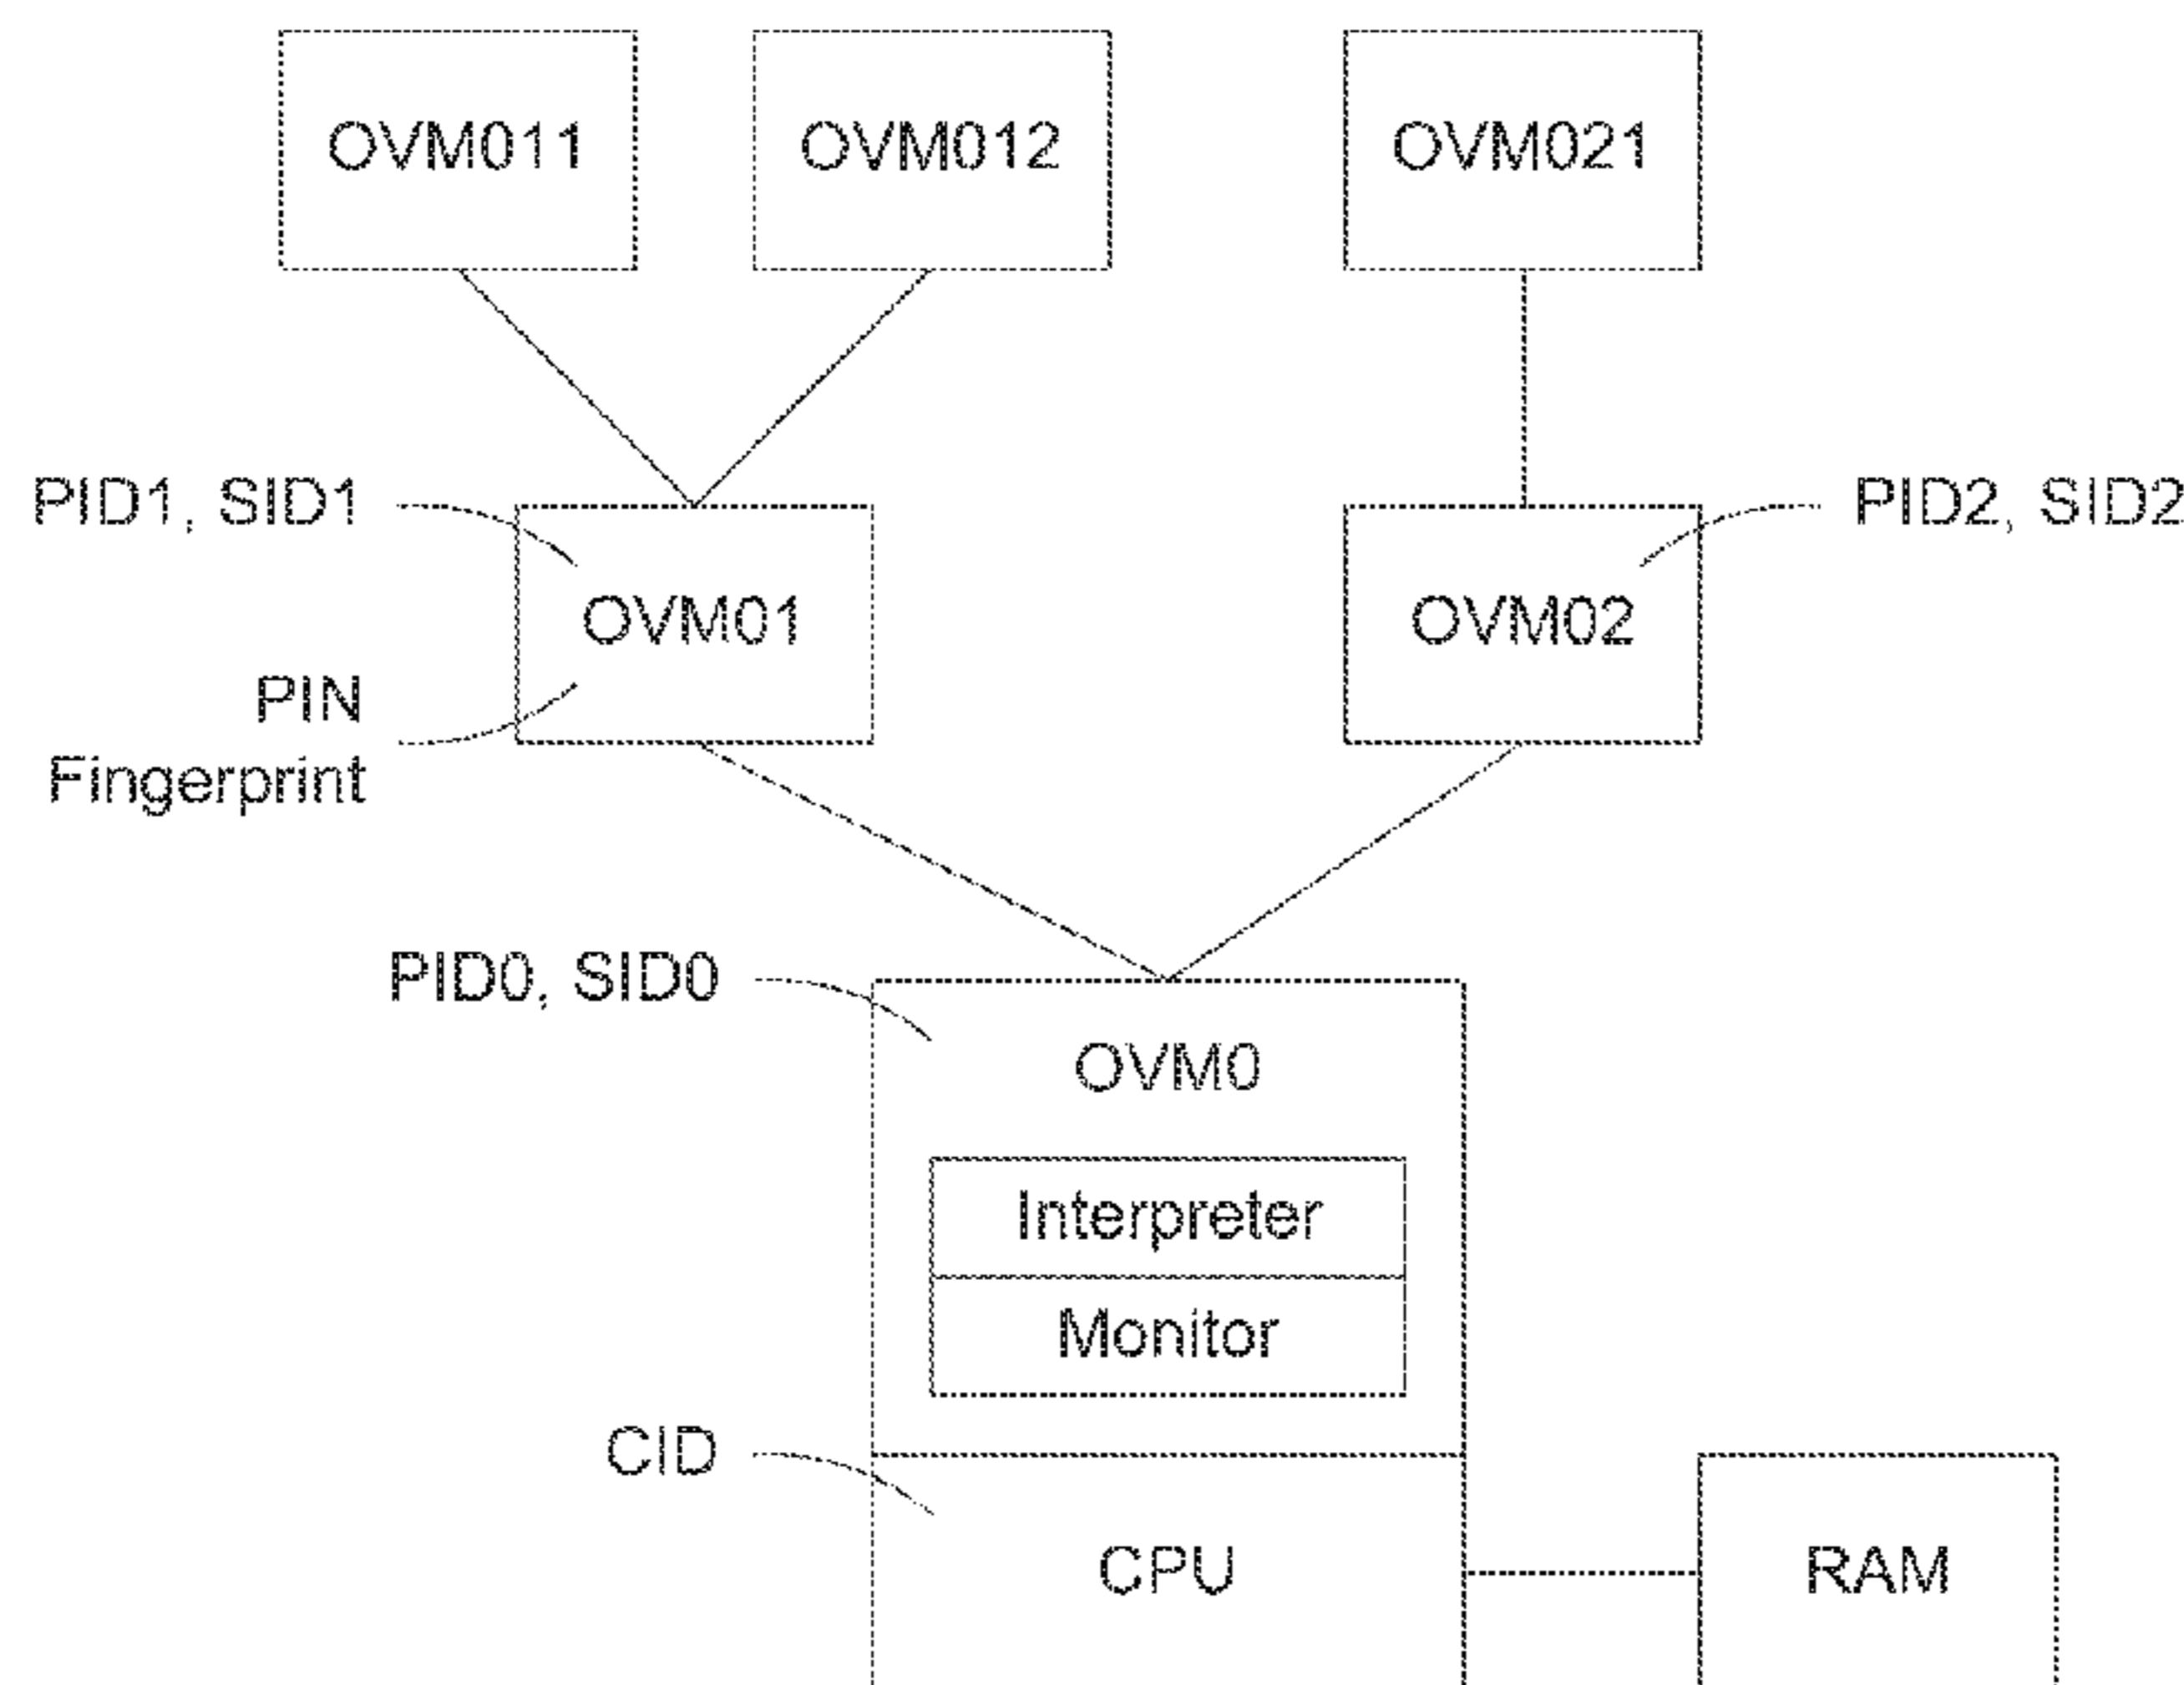 OVM011
OVM012
OVM021
PID1, SID1
PID2, SID2
OVM01
OVM02
PIN
Fingerprint
PID0, SID0
OVM0
Interpreter
Monitor
CID
CPU
RAM